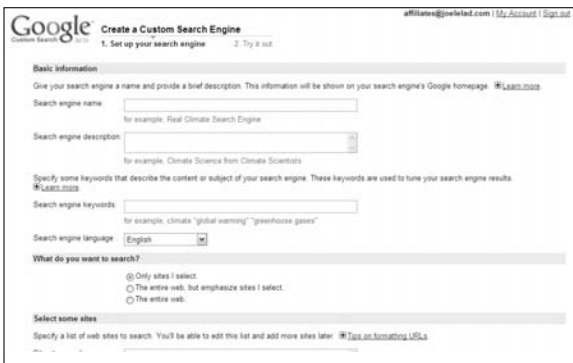 affiliates@joelelad.com | My Account | Sign out
Google
Custom Search BETA
Create a Custom Search Engine
1. Set up your search engine 2. Try it out
Basic information
Give your search engine a name and provide a brief description. This information will be shown on your search engine's Google homepage. Learn more.
Search engine name:
for example, Real Climate Search Engine
Search engine description:
for example, Climate Science from Climate Scientists
Specify some keywords that describe the content or subject of your search engine. These keywords are used to tune your search engine results.
Learn more.
Search engine keywords:
for example, climate "global warming" "greenhouse gases"
Search engine language: English
What do you want to search?
Only sites I select.
The entire web, but emphasize sites I select.
The entire web.
Select some sites
Specify a list of web sites to search. You'll be able to edit this list and add more sites later. Tips on formatting URLs.